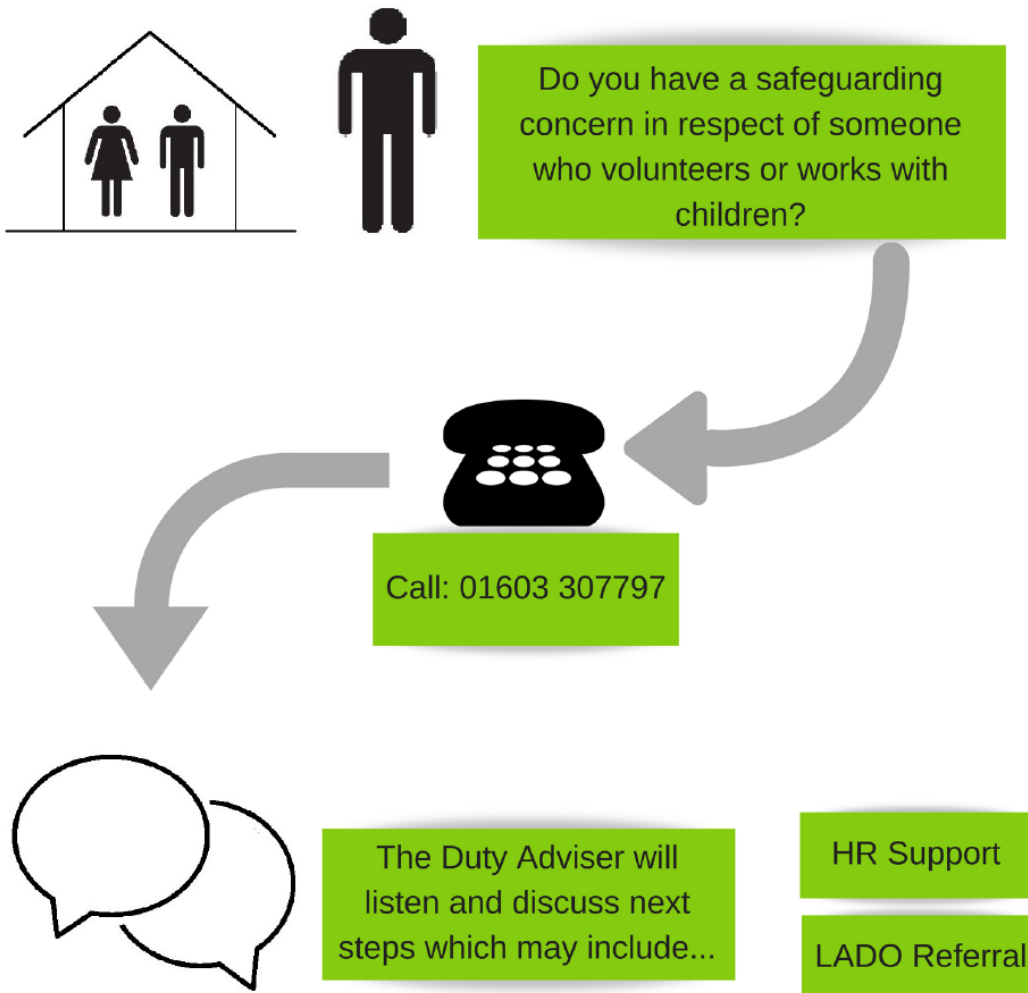 Do you have a safeguarding
concern in respect of someone
who volunteers or works with
children?
Call: 01603 307797
The Duty Adviser will
listen and discuss next
steps which may include...
HR Support
LADO Referral